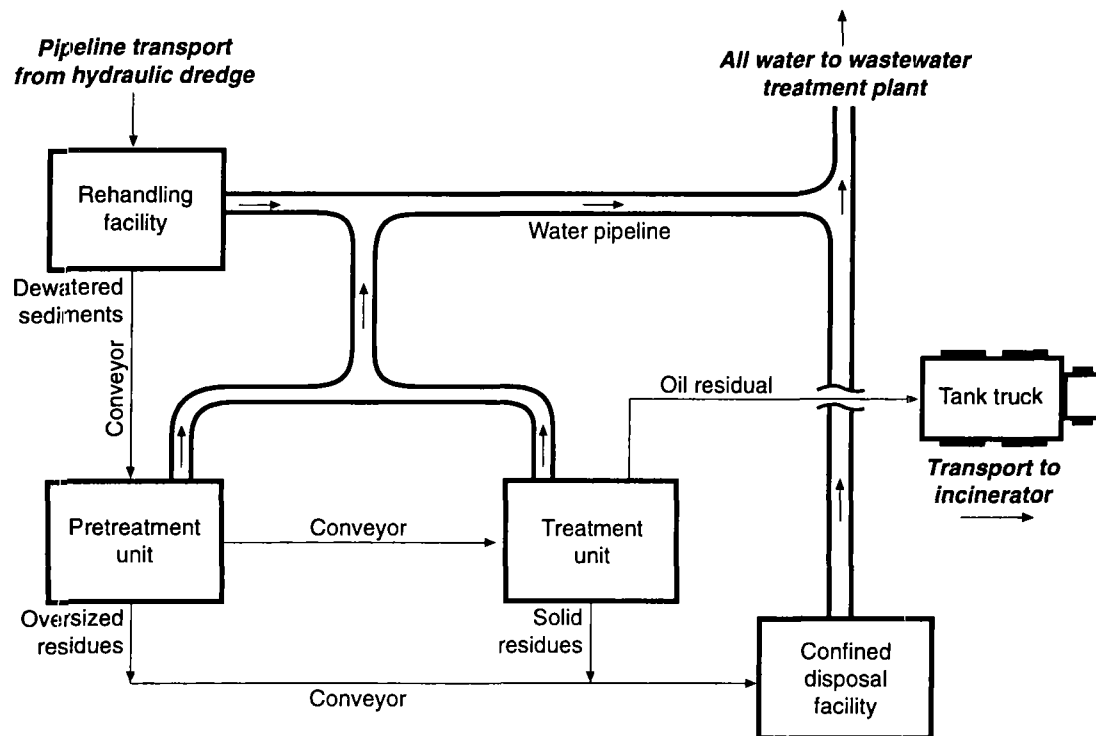 Pipeline transport
from hydraulic dredge
All water to wastewater
treatment plant
Rehandling
facility
Water pipeline
Dewatered
sediments
Conveyor
Oil residual
Tank truck
Transport to
incinerator
Pretreatment
unit
Conveyor
Treatment
unit
Oversized
residues
Solid
residues
Conveyor
Confined
disposal
facility